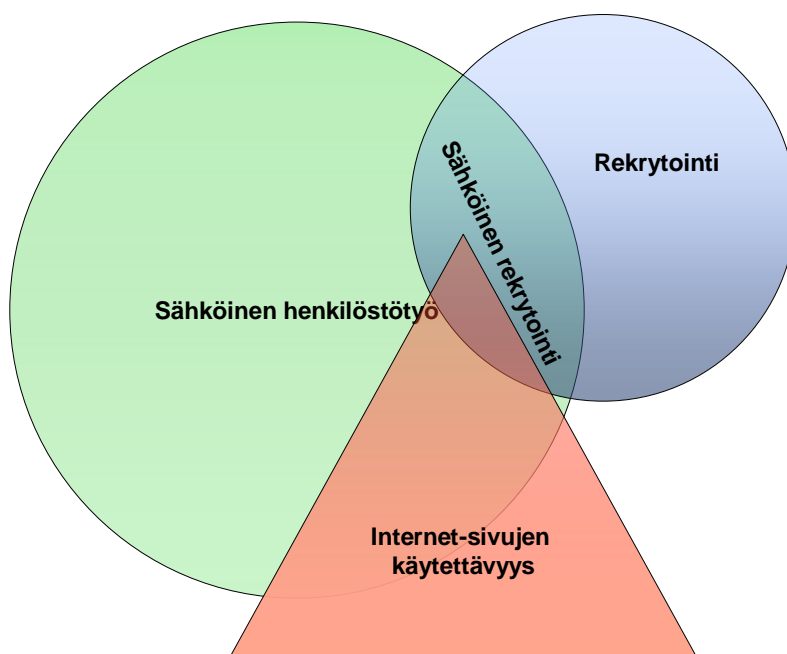 Rekrytointi
Sähköinen rekrytointi
Sähköinen henkilöstötyö
Internet-sivujen
käytettävyys